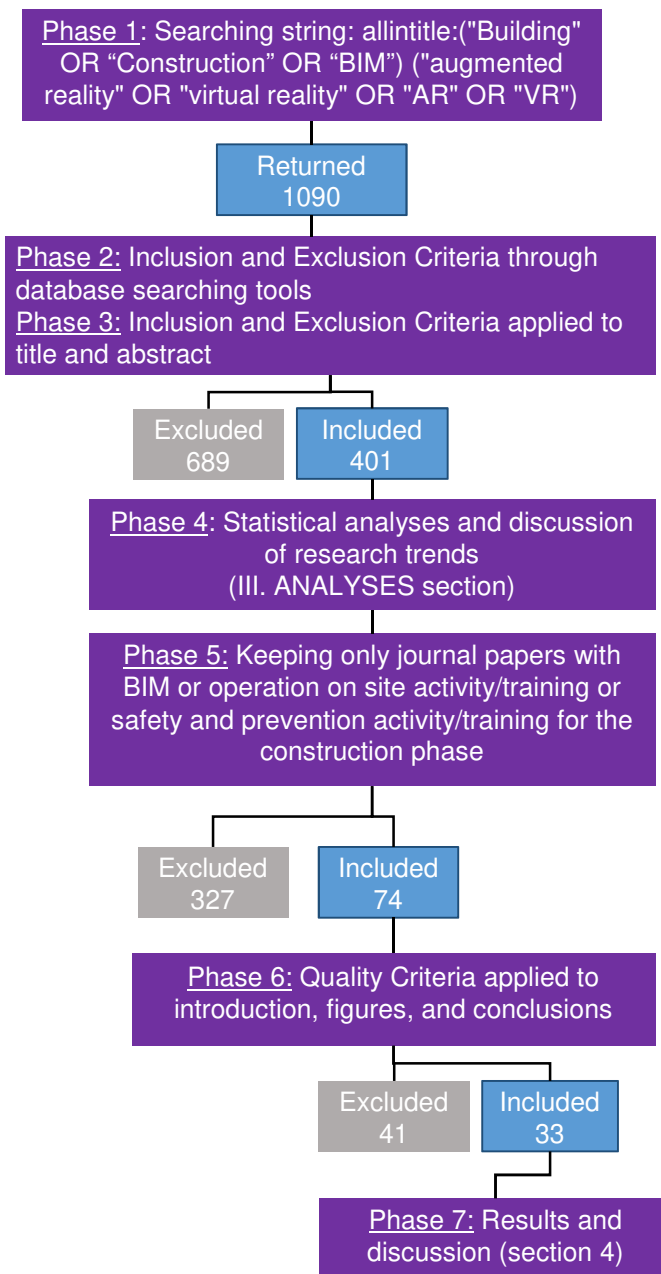 Phase 1: Searching string: allintitle:("Building"
OR “Construction” OR “BIM”) ("augmented
reality" OR "virtual reality" OR "AR" OR "VR")
Returned
1090
Phase 2: Inclusion and Exclusion Criteria through
database searching tools
Phase 3: Inclusion and Exclusion Criteria applied to
title and abstract
Excluded
689
Included
401
Phase 4: Statistical analyses and discussion
of research trends
(III. ANALYSES section)
Phase 5: Keeping only journal papers with
BIM or operation on site activity/training or
safety and prevention activity/training for the
construction phase
Excluded
327
Included
74
Phase 6: Quality Criteria applied to
introduction, figures, and conclusions
Excluded
41
Included
33
Phase 7: Results and
discussion (section 4)